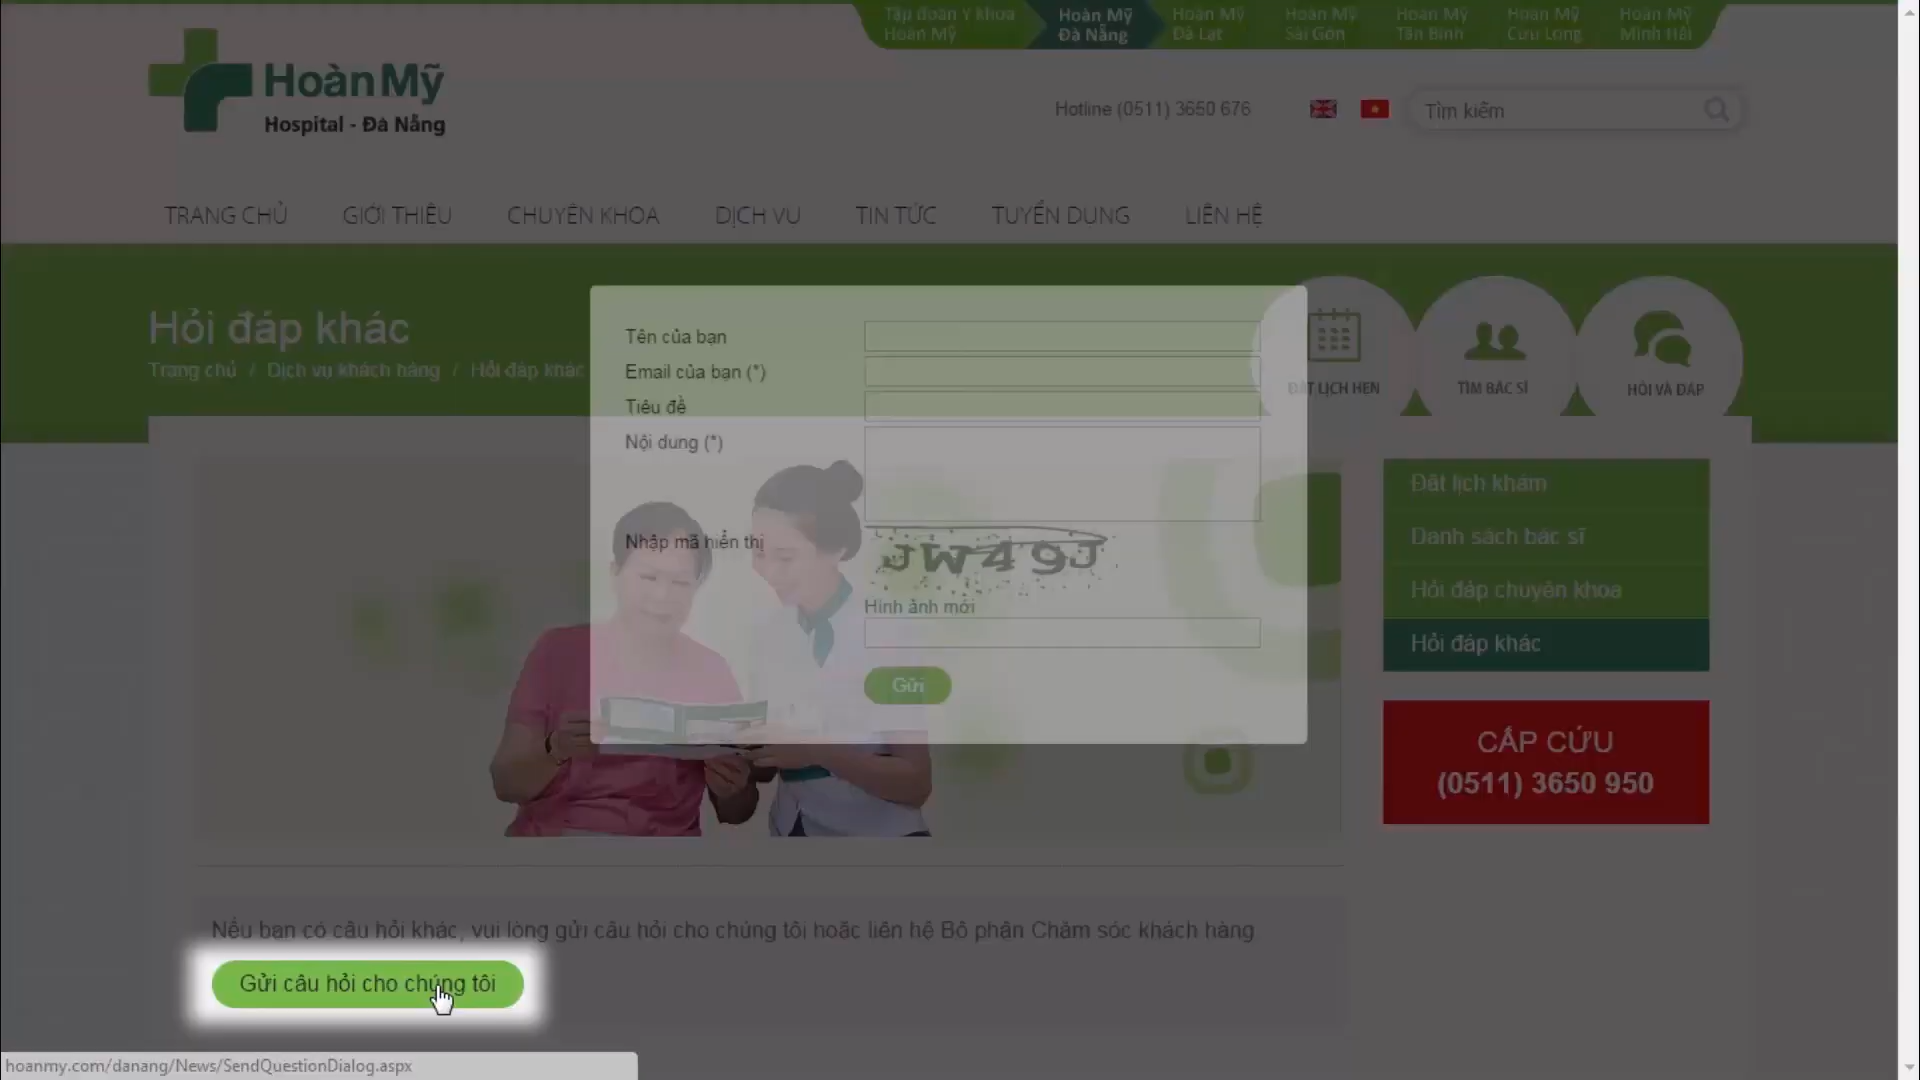 Tập đoàn Y khoa
Hoàn Mỹ
Hoàn Mỹ
Đà Nẵng
Hoàn Mỹ
Đà Lạt
Hoàn Mỹ
Sài Gòn
Hoàn Mỹ
Tân Bình
Hoàn Mỹ
Cửu Long
Hoàn Mỹ
Minh Hải
Hoàn Mỹ
Hospital - Đà Nẵng
Hotline (0511) 3650 676
Tìm kiếm
TRANG CHỦ
GIỚI THIỆU
CHUYÊN KHOA
DỊCH VỤ
TIN TỨC
TUYỂN DỤNG
LIÊN HỆ
Hỏi đáp khác
Trang chủ / Dịch vụ khách hàng / Hỏi đáp khác
ĐẶT LỊCH HẸN
TÌM BÁC SĨ
HỎI VÀ ĐÁP
Tên của bạn
Email của bạn (*)
Tiêu đề
Nội dung (*)
Nhập mã hiển thị
JW49J
Hình ảnh mới
Gửi
Đặt lịch khám
Danh sách bác sĩ
Hỏi đáp chuyên khoa
Hỏi đáp khác
CẤP CỨU
(0511) 3650 950
Nếu bạn có câu hỏi khác, vui lòng gửi câu hỏi cho chúng tôi hoặc liên hệ Bộ phận Chăm sóc khách hàng
Gửi câu hỏi cho chúng tôi
hoanmy.com/danang/News/SendQuestionDialog.aspx